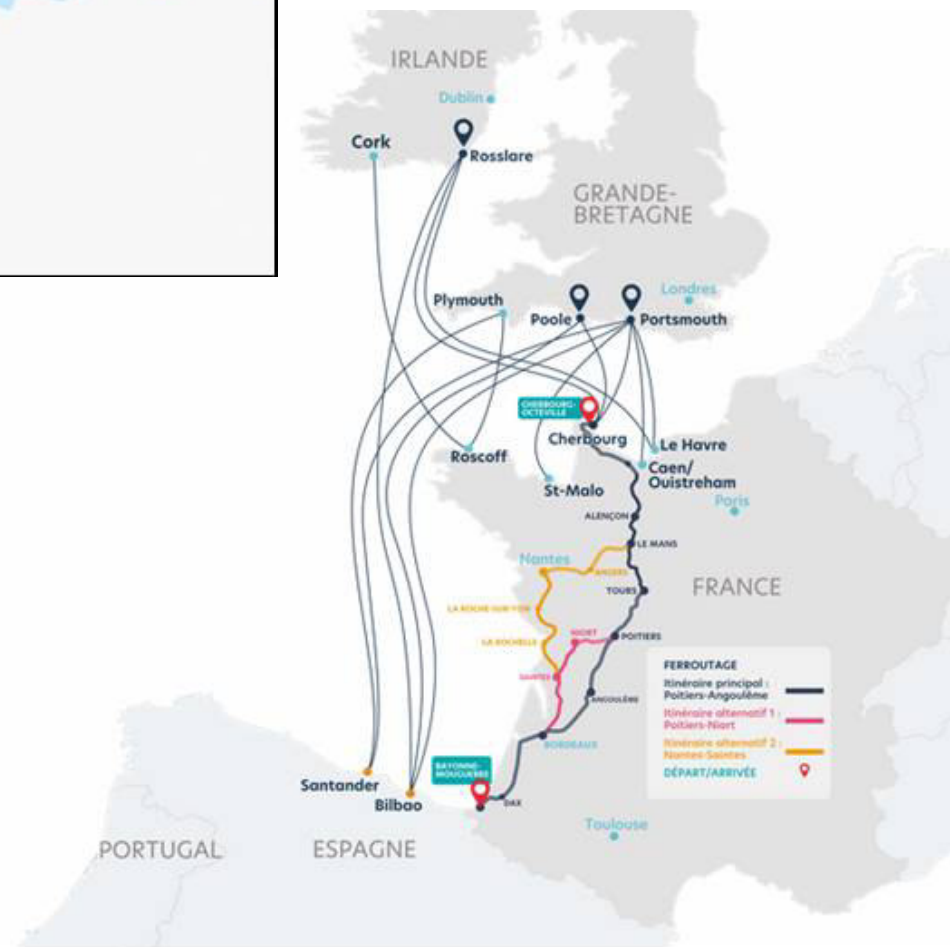 IRLANDE
Dublin
Cork
Rosslare
GRANDE-
BRETAGNE
Londres
Plymouth
Poole
Portsmouth
CHERBOURG-
OCTEVILLE
Cherbourg
Le Havre
Roscoff
Caen/
Ouistreham
St-Malo
Paris
ALENÇON
LE MANS
Nantes
ANGERS
FRANCE
TOURS
LA ROCHE-SUR-YON
NIORT
POITIERS
LA ROCHELLE
SAINTES
ANGOULÊME
BORDEAUX
FERROUTAGE
Itinéraire principal :
Poitiers-Angoulême
Itinéraire alternatif 1 :
Poitiers-Niort
Itinéraire alternatif 2 :
Nantes-Saintes
DÉPART/ARRIVÉE
BAYONNE-
MOUGUERRE
Santander
Bilbao
DAX
Toulouse
PORTUGAL
ESPAGNE